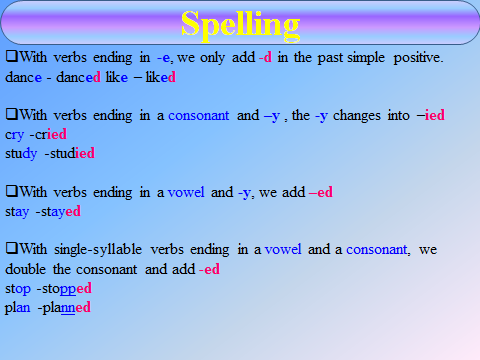 Spelling
❑With verbs ending in -e, we only add -d in the past simple positive.
dance - danced like – liked
❑With verbs ending in a consonant and –y , the -y changes into –ied
cry -cried
study -studied
❑With verbs ending in a vowel and -y, we add –ed
stay -stayed
❑With single-syllable verbs ending in a vowel and a consonant, we
double the consonant and add -ed
stop -stopped
plan -planned